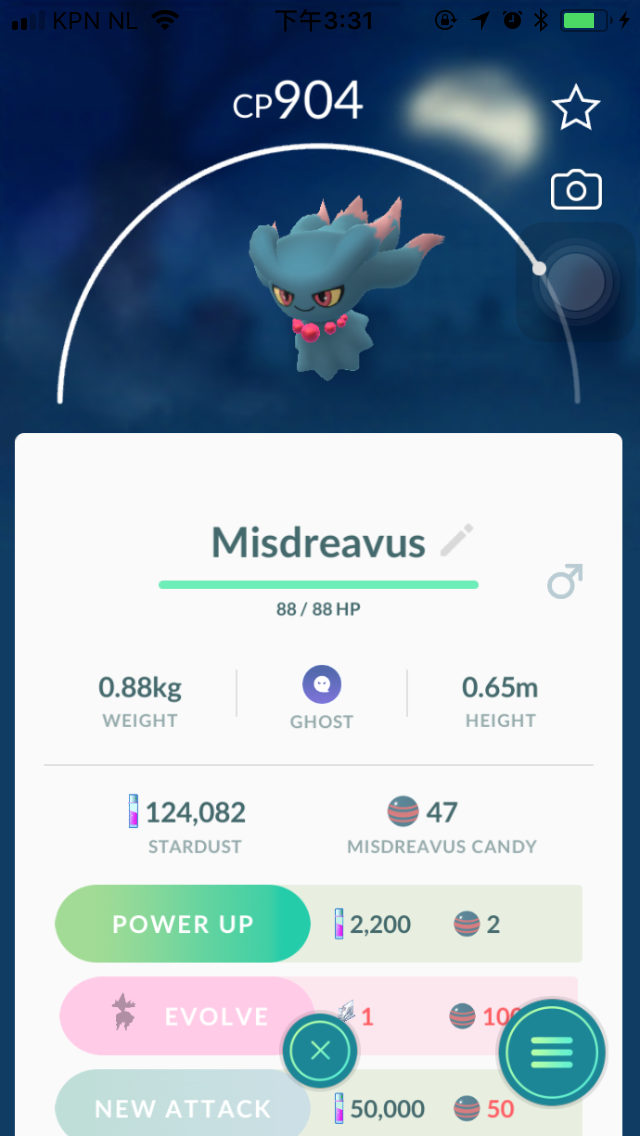 KPN NL 下午3:31
CP904
Misdreavus
88 / 88 HP
0.88kg
WEIGHT
GHOST
0.65m
HEIGHT
124,082
STARDUST
47
MISDREAVUS CANDY
POWER UP 2,200 2
EVOLVE 1 100
NEW ATTACK 50,000 50